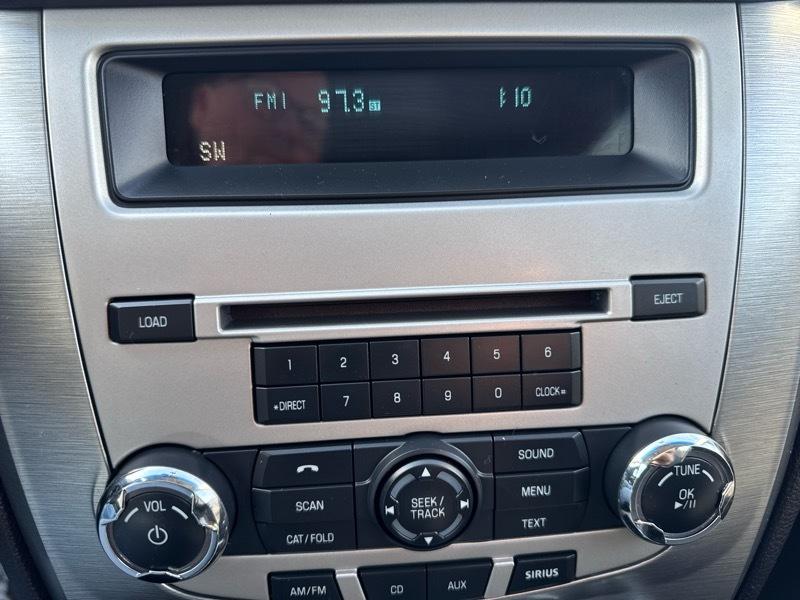 FM1 97.3 ST 1 10
SW
LOAD
EJECT
1 2 3 4 5 6
*DIRECT 7 8 9 0 CLOCK
SOUND
VOL
SCAN
SEEK/
TRACK
MENU
TUNE
OK
CAT/FOLD
TEXT
AM/FM CD AUX SIRIUS